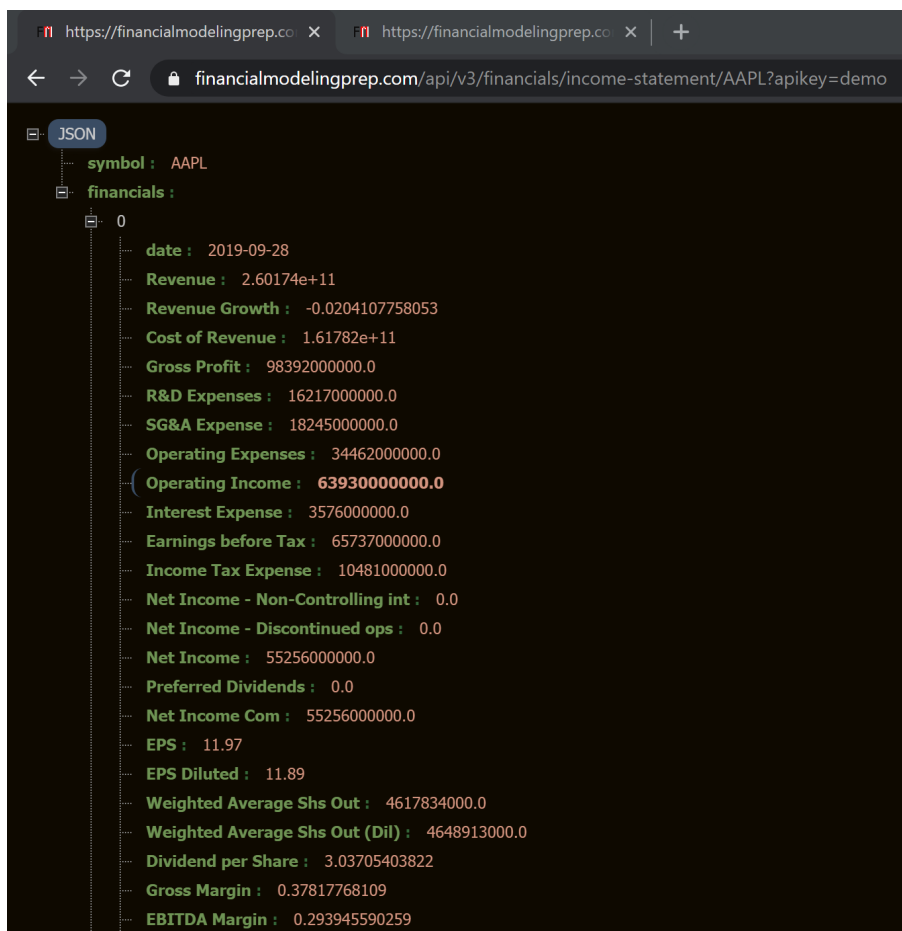 https://financialmodelingprep.co
https://financialmodelingprep.co
financialmodelingprep.com/api/v3/financials/income-statement/AAPL?apikey=demo
JSON
symbol : AAPL
financials :
0
date : 2019-09-28
Revenue : 2.60174e+11
Revenue Growth : -0.0204107758053
Cost of Revenue : 1.61782e+11
Gross Profit : 98392000000.0
R&D Expenses : 16217000000.0
SG&A Expense : 18245000000.0
Operating Expenses : 34462000000.0
Operating Income : 63930000000.0
Interest Expense : 3576000000.0
Earnings before Tax : 65737000000.0
Income Tax Expense : 10481000000.0
Net Income - Non-Controlling int : 0.0
Net Income - Discontinued ops : 0.0
Net Income : 55256000000.0
Preferred Dividends : 0.0
Net Income Com : 55256000000.0
EPS : 11.97
EPS Diluted : 11.89
Weighted Average Shs Out : 4617834000.0
Weighted Average Shs Out (Dil) : 4648913000.0
Dividend per Share : 3.03705403822
Gross Margin : 0.37817768109
EBITDA Margin : 0.293945590259